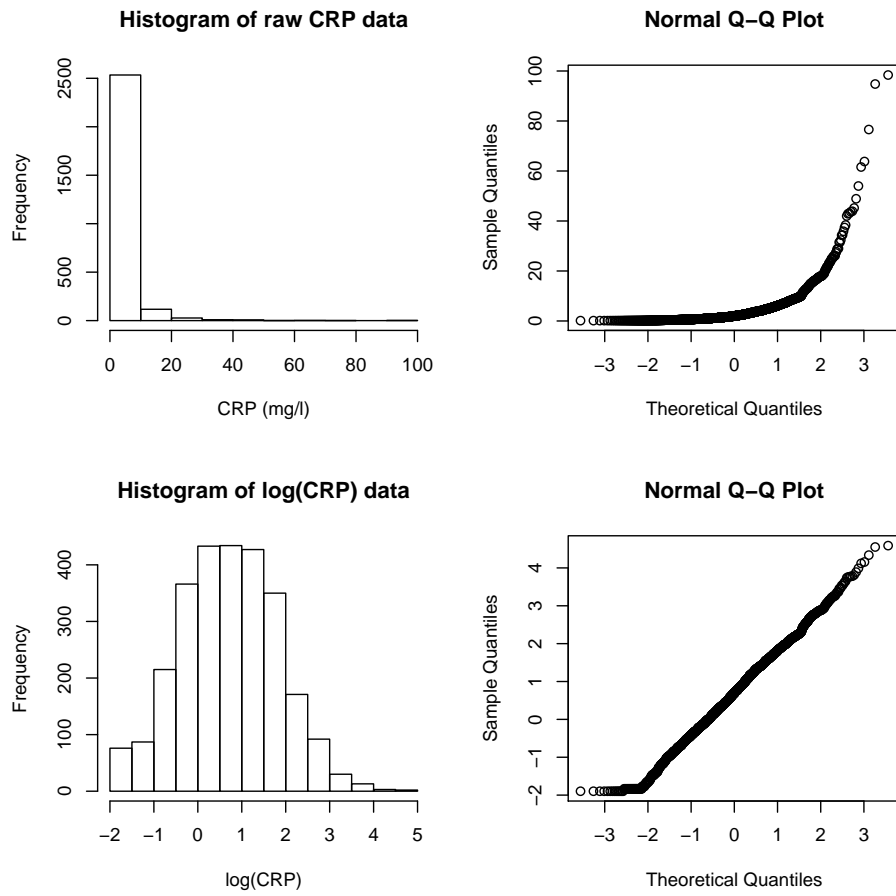 Histogram of raw CRP data
Frequency
0
500
1500
2500
0 20 40 60 80 100
CRP (mg/l)
Normal Q−Q Plot
Sample Quantiles
0
20
40
60
80
100
−3 −2 −1 0 1 2 3
Theoretical Quantiles
Histogram of log(CRP) data
Frequency
0
100
200
300
400
−2 −1 0 1 2 3 4 5
log(CRP)
Normal Q−Q Plot
Sample Quantiles
−2
−1
0
1
2
3
4
−3 −2 −1 0 1 2 3
Theoretical Quantiles